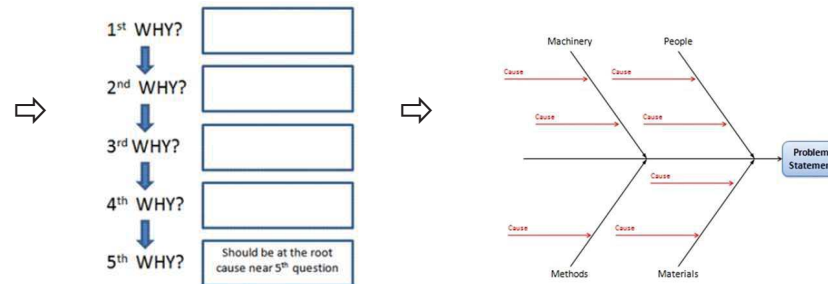 1st WHY?
2nd WHY?
3rd WHY?
4th WHY?
5th WHY?
Should be at the root
cause near 5th question
Machinery
People
Cause
Cause
Cause
Cause
Problem
Statement
Cause
Cause
Cause
Methods
Materials